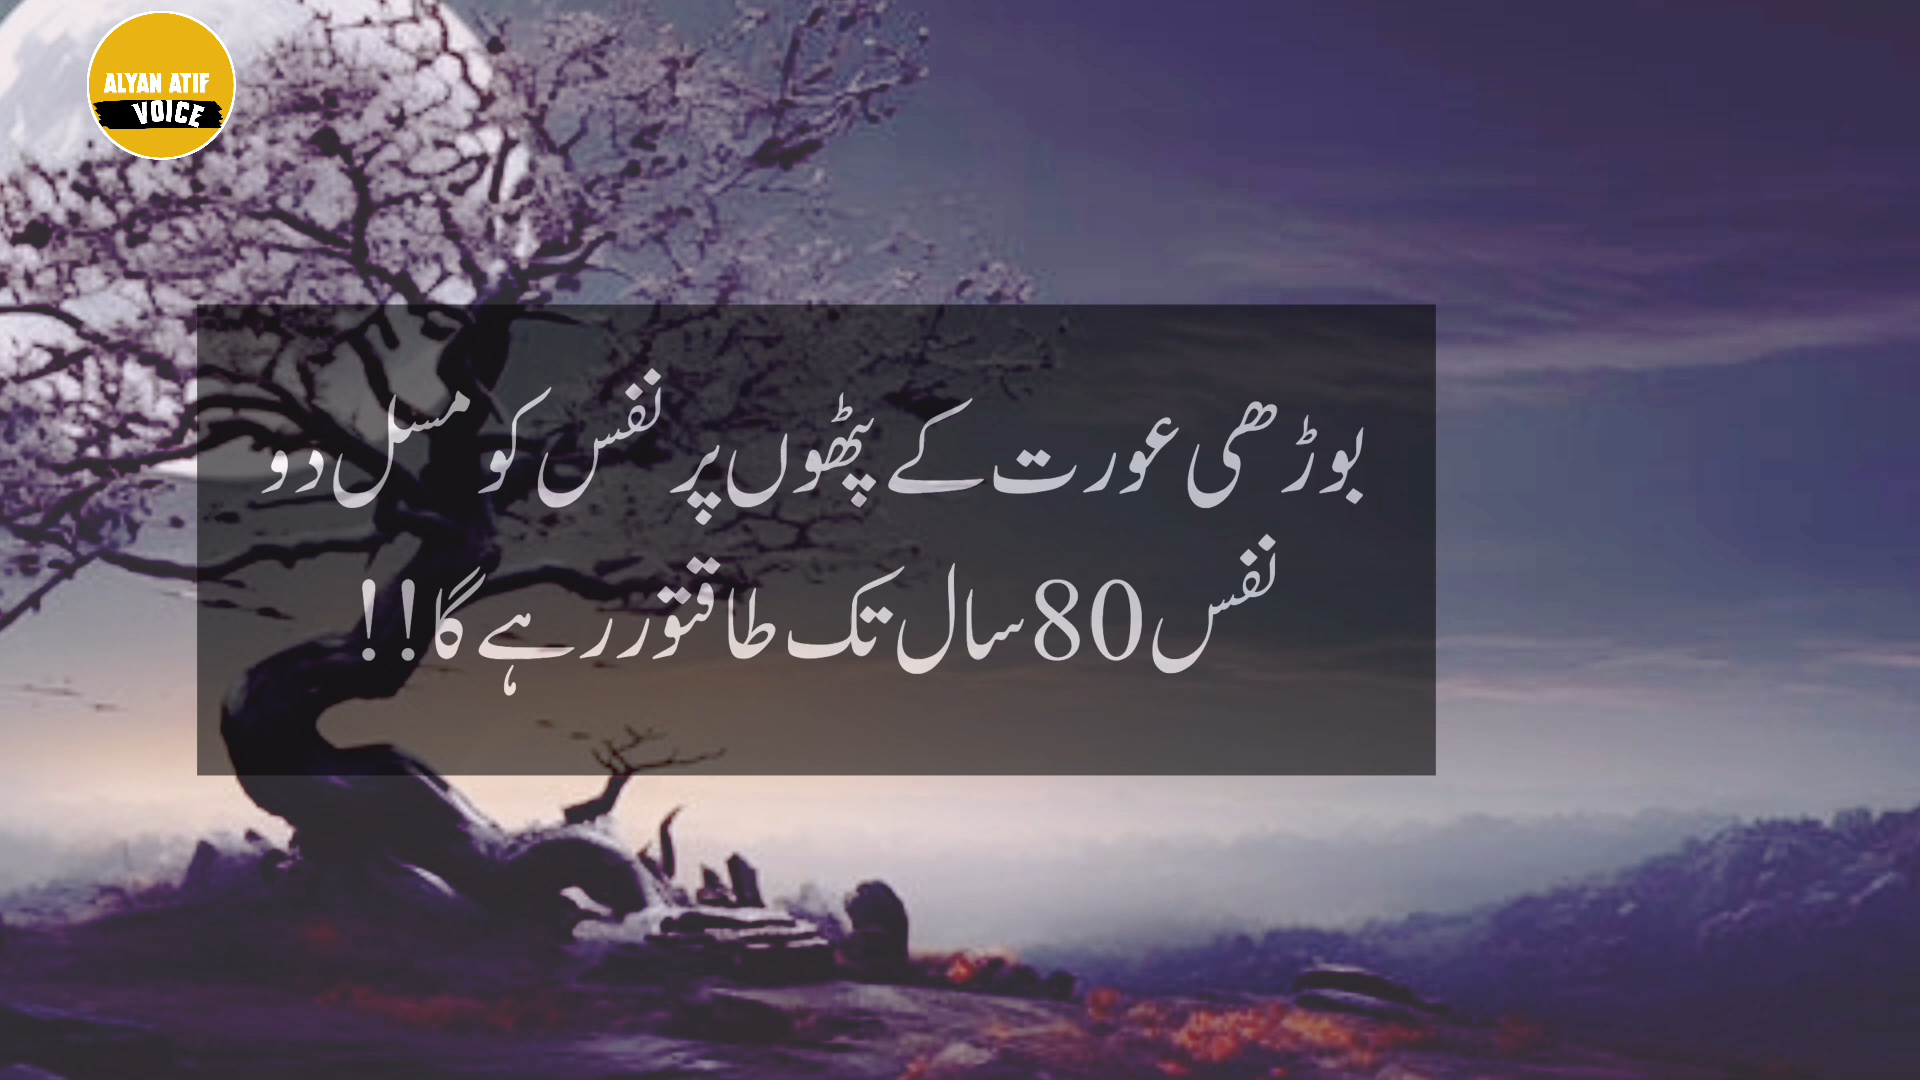 ALYAN ATIF
VOICE
بوڑھی عورت کے پٹھوں پر نفس کو مسل دو
نفس 80 سال تک طاقتور رہے گا!!